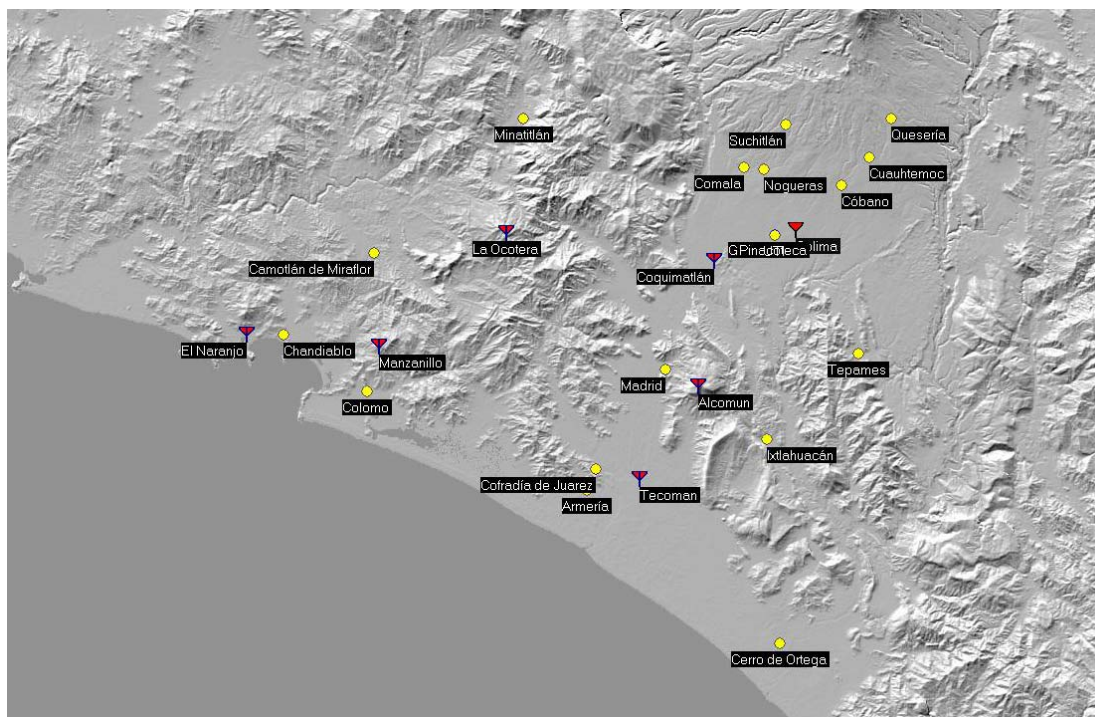 Minatitlán
Suchitlán
Quesería
Cuauhtemoc
Comala
Nogueras
Cóbano
La Ocotera
GPinacoteca
Camotlán de Miraflor
Coquimatlán
El Naranjo
Chandiablo
Manzanillo
Tepames
Madrid
Colomo
Alcomun
Ixtlahuacán
Cofradía de Juarez
Tecoman
Armería
Cerro de Ortega